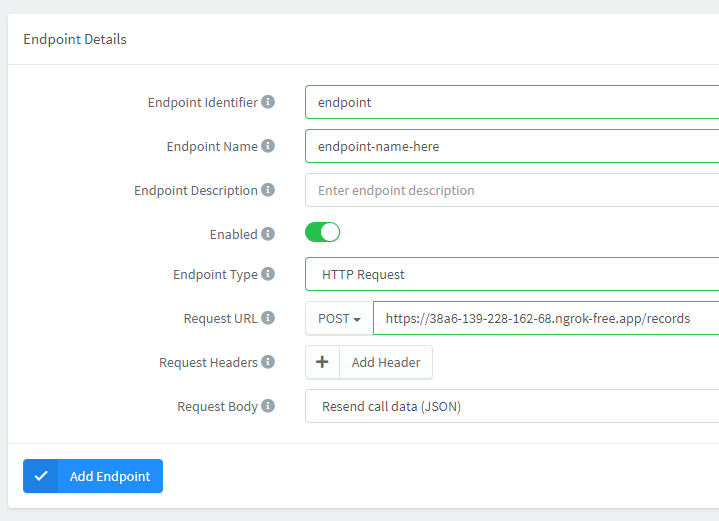 Endpoint Details
Endpoint Identifier endpoint
Endpoint Name endpoint-name-here
Endpoint Description Enter endpoint description
Enabled
Endpoint Type HTTP Request
Request URL POST https://38a6-139-228-162-68.ngrok-free.app/records
Request Headers + Add Header
Request Body Resend call data (JSON)
Add Endpoint